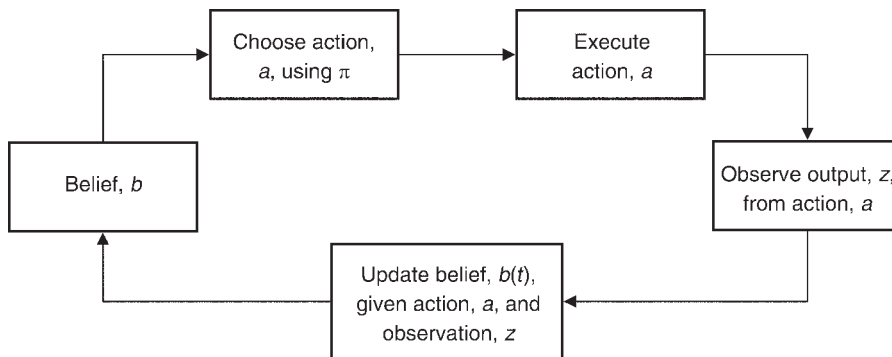 Choose action,
a, using π
Execute
action, a
Belief, b
Observe output, z,
from action, a
Update belief, b(t),
given action, a, and
observation, z